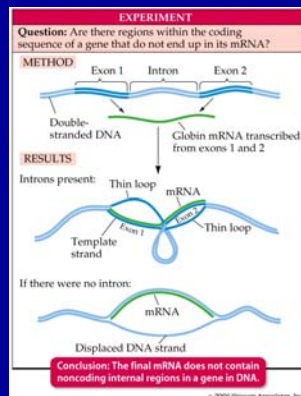 EXPERIMENT
Question: Are there regions within the coding
sequence of a gene that do not end up in its mRNA?
METHOD
Exon 1
Intron
Exon 2
Double-
stranded DNA
Globin mRNA transcribed
from exons 1 and 2
RESULTS
Introns present:
Thin loop
mRNA
Exon 1
Exon 2
Thin loop
Template
strand
If there were no intron:
mRNA
Displaced DNA strand
Conclusion: The final mRNA does not contain
noncoding internal regions in a gene in DNA.